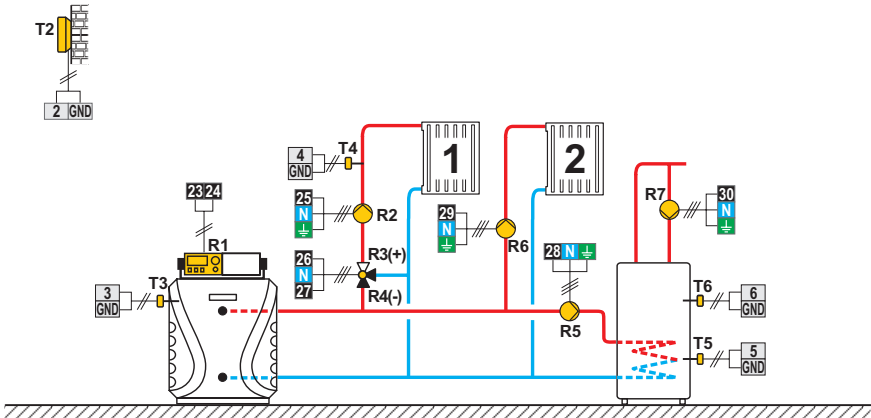 T2
2 GND
T4
4
GND
1
2
23 24
R1
25
N
R2
29
N
R6
R7
30
N
26
N
27
R3(+)
R4(-)
28 N
R5
3
GND
T3
T6
6
GND
T5
5
GND